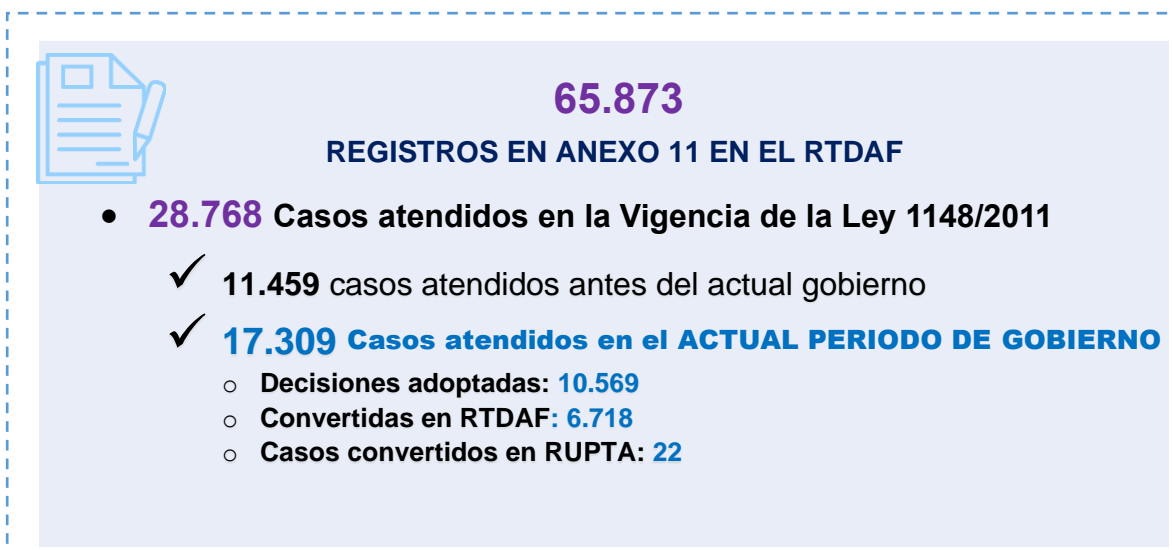 65.873
REGISTROS EN ANEXO 11 EN EL RTDAF
• 28.768 Casos atendidos en la Vigencia de la Ley 1148/2011
✓ 11.459 casos atendidos antes del actual gobierno
✓ 17.309 Casos atendidos en el ACTUAL PERIODO DE GOBIERNO
○ Decisiones adoptadas: 10.569
○ Convertidas en RTDAF: 6.718
○ Casos convertidos en RUPTA: 22